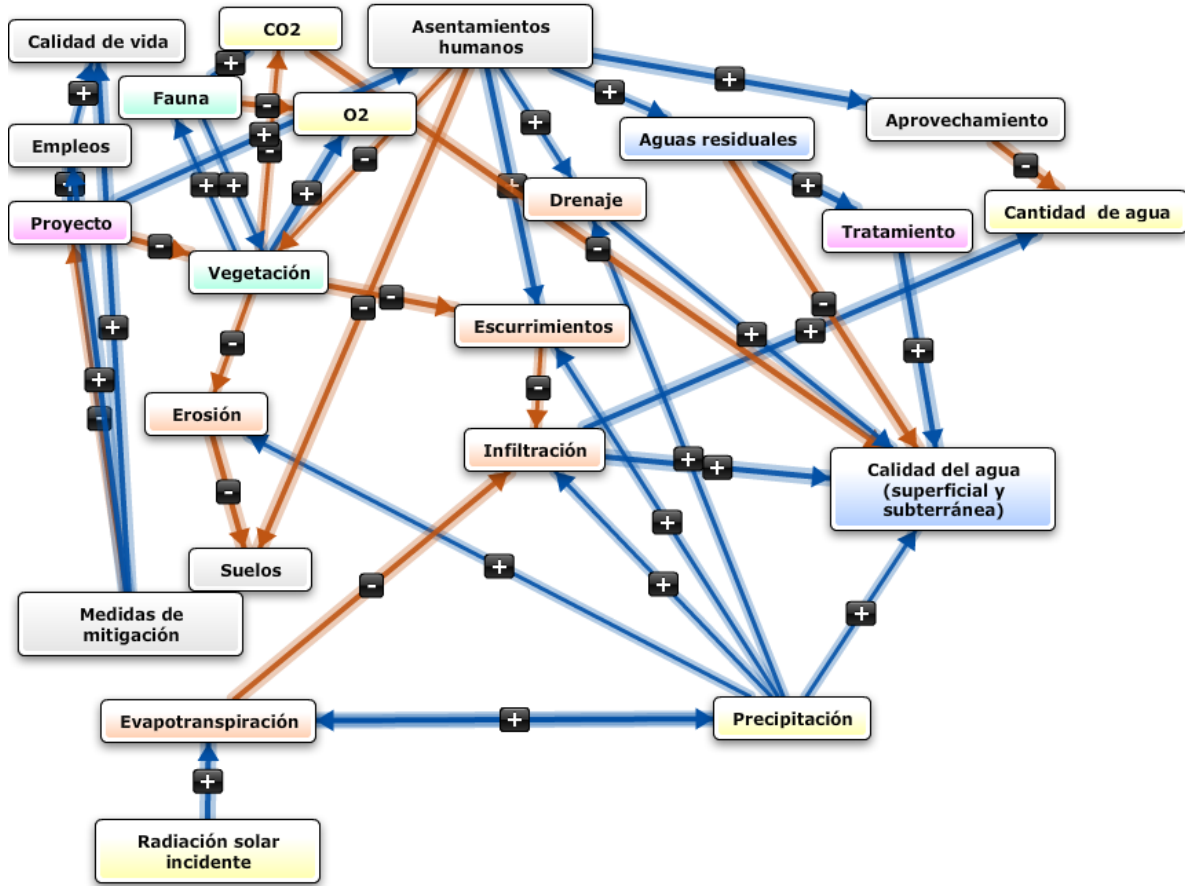 Calidad de vida
CO2
Asentamientos
humanos
Fauna
O2
Aprovechamiento
Empleos
Aguas residuales
Drenaje
Cantidad de agua
Proyecto
Tratamiento
Vegetación
Escurrimientos
Erosión
Infiltración
Calidad del agua
(superficial y
subterránea)
Suelos
Medidas de
mitigación
Evapotranspiración
Precipitación
Radiación solar
incidente